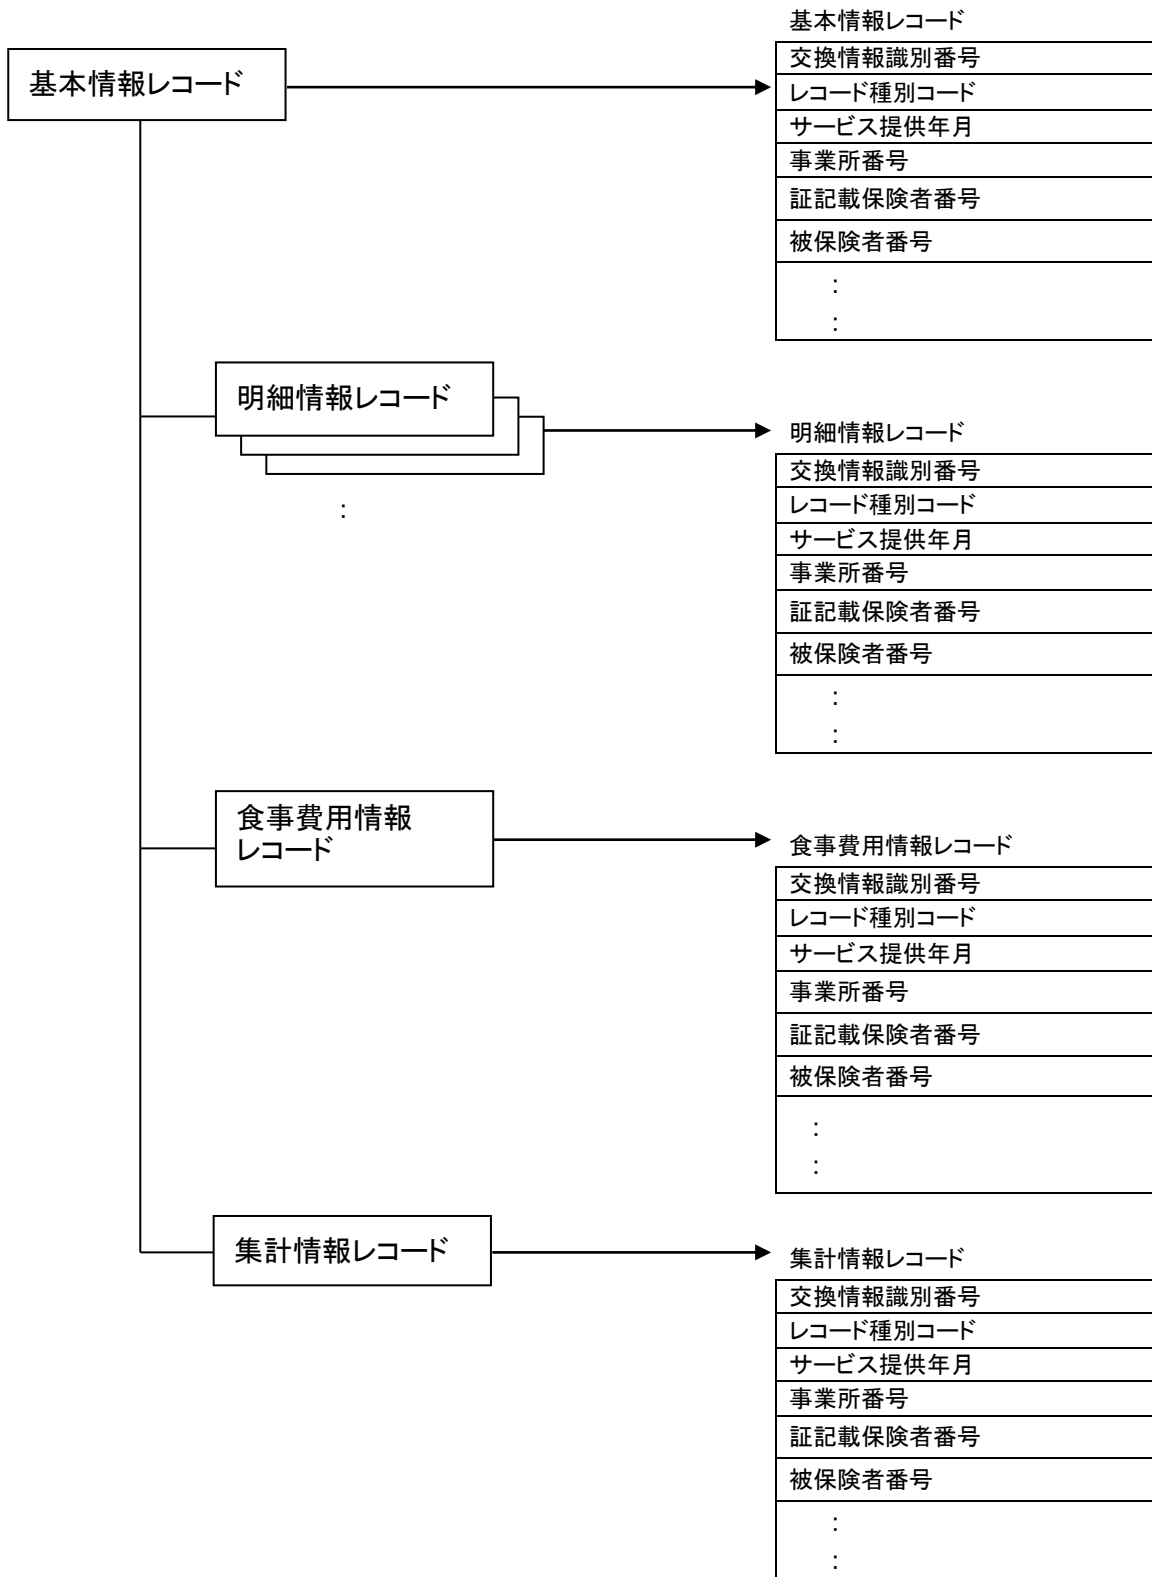 基本情報レコード
基本情報レコード
交換情報識別番号
レコード種別コード
サービス提供年月
事業所番号
証記載保険者番号
被保険者番号
:
:
明細情報レコード
:
明細情報レコード
交換情報識別番号
レコード種別コード
サービス提供年月
事業所番号
証記載保険者番号
被保険者番号
:
:
食事費用情報
レコード
食事費用情報レコード
交換情報識別番号
レコード種別コード
サービス提供年月
事業所番号
証記載保険者番号
被保険者番号
:
:
集計情報レコード
集計情報レコード
交換情報識別番号
レコード種別コード
サービス提供年月
事業所番号
証記載保険者番号
被保険者番号
:
: